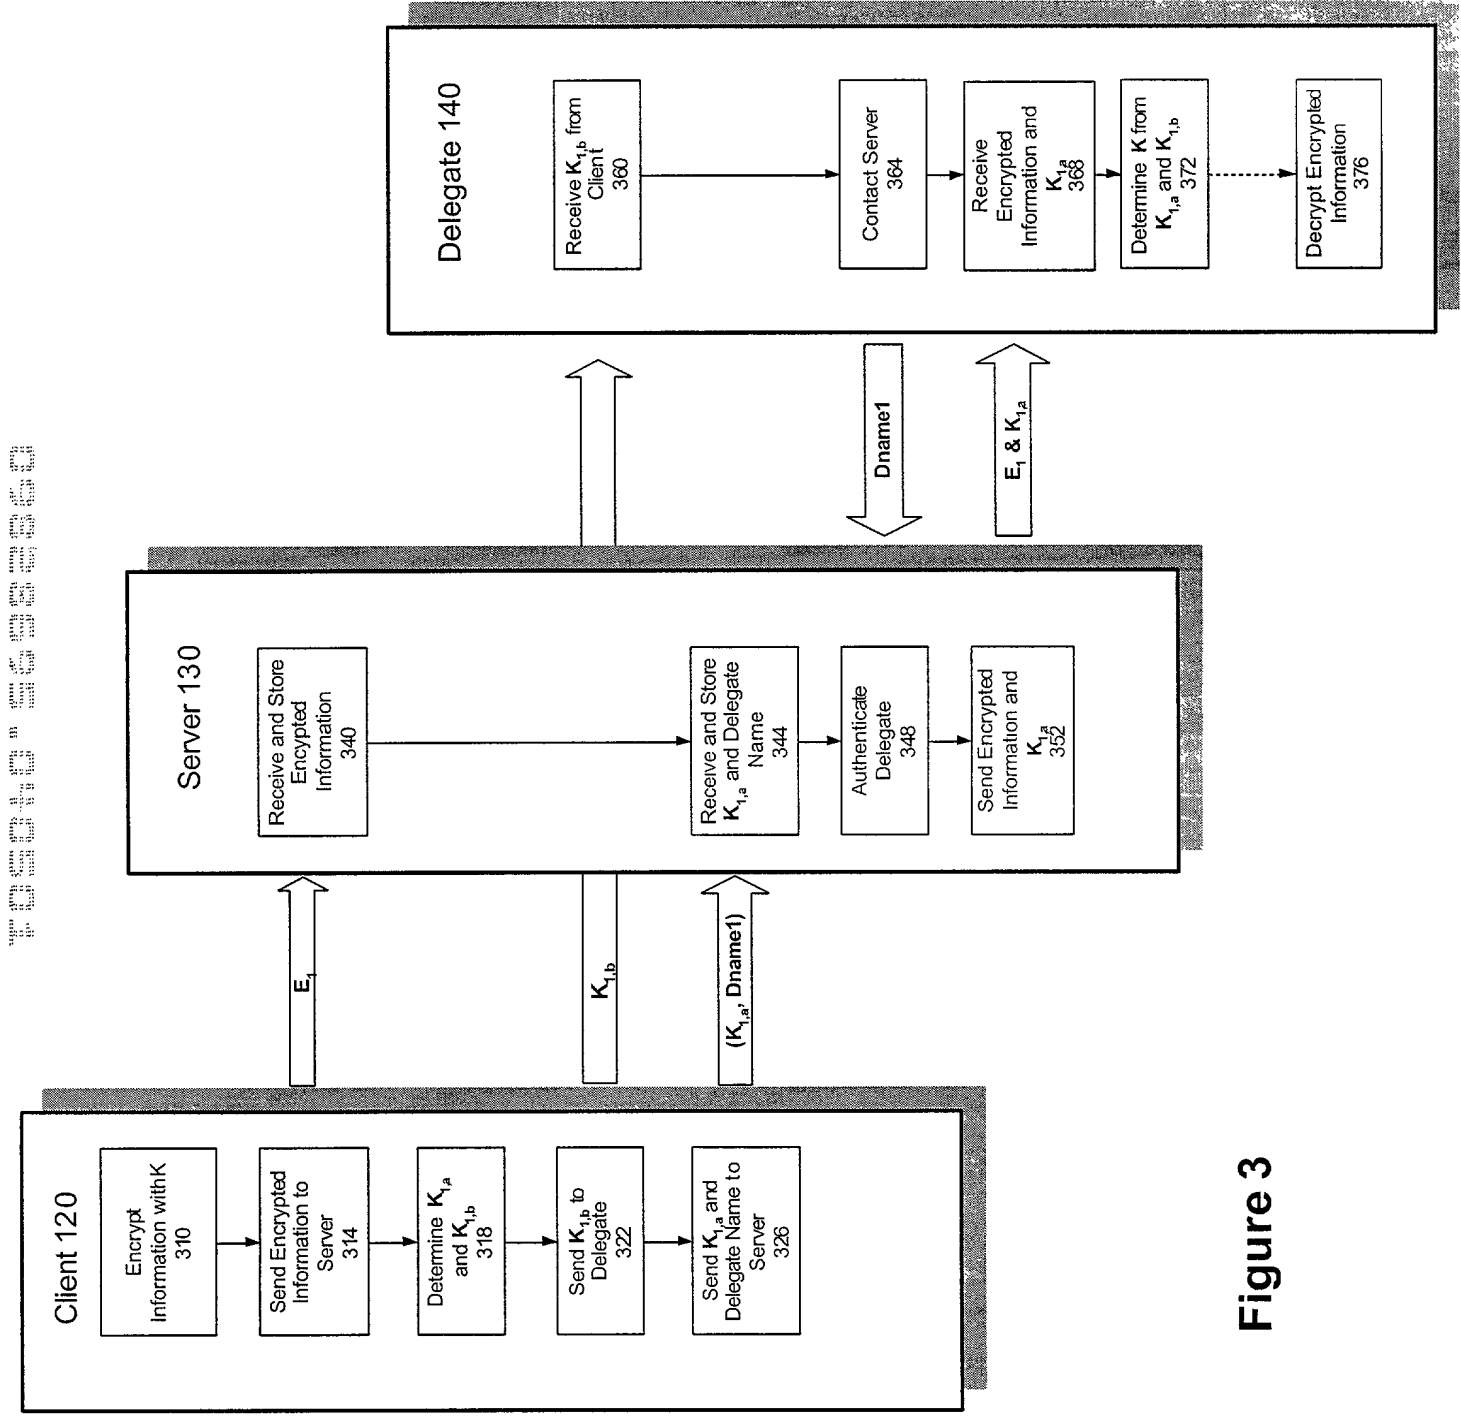 Client 120
Encrypt
Information withK
310
Send Encrypted
Information to
Server
314
Determine K1,a
and K1,b
318
Send K1,b to
Delegate
322
Send K1,a and
Delegate Name to
Server
326
E1
K1,b
(K1,a, Dname1)
Server 130
Receive and Store
Encrypted
Information
340
Receive and Store
K1,a and Delegate
Name
344
Authenticate
Delegate
348
Send Encrypted
Information and
K1,a
352
Dname1
E1 & K1,a
Delegate 140
Receive K1,b from
Client
360
Contact Server
364
Receive
Encrypted
Information and
K1,a
368
Determine K from
K1,a and K1,b
372
Decrypt Encrypted
Information
376
Figure 3